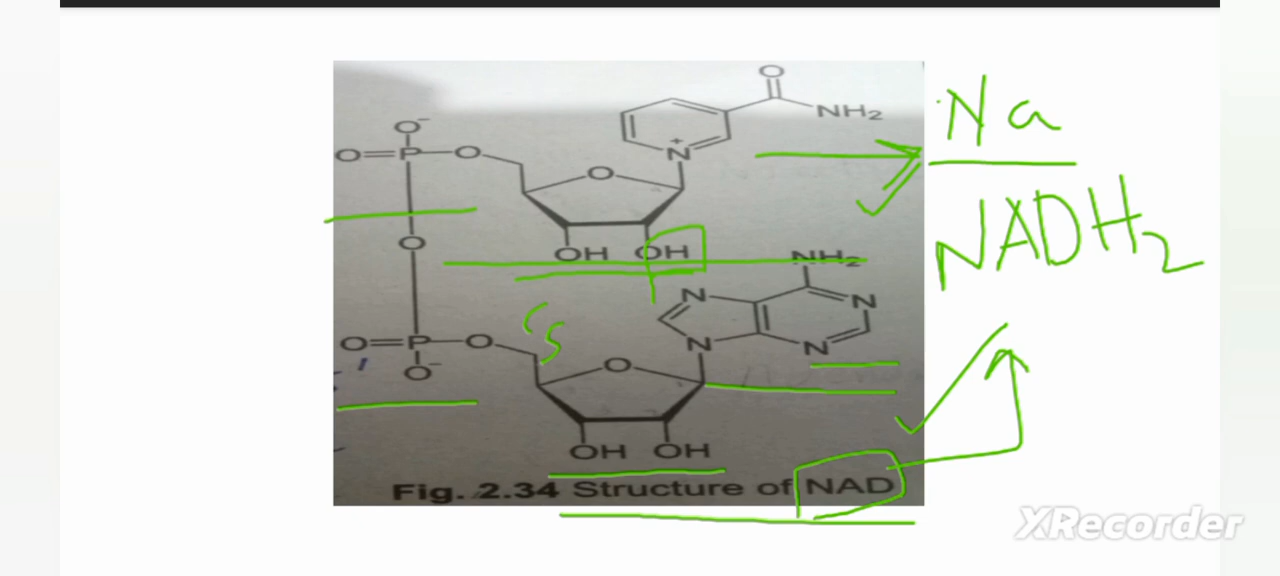 O
NH2
O⁻
O=P—O
N⁺
O
OH OH
O
NH2
N
N
N
N
O=P—O
O⁻
O
OH OH
Fig. 2.34 Structure of NAD
Na
NADH2
XRecorder